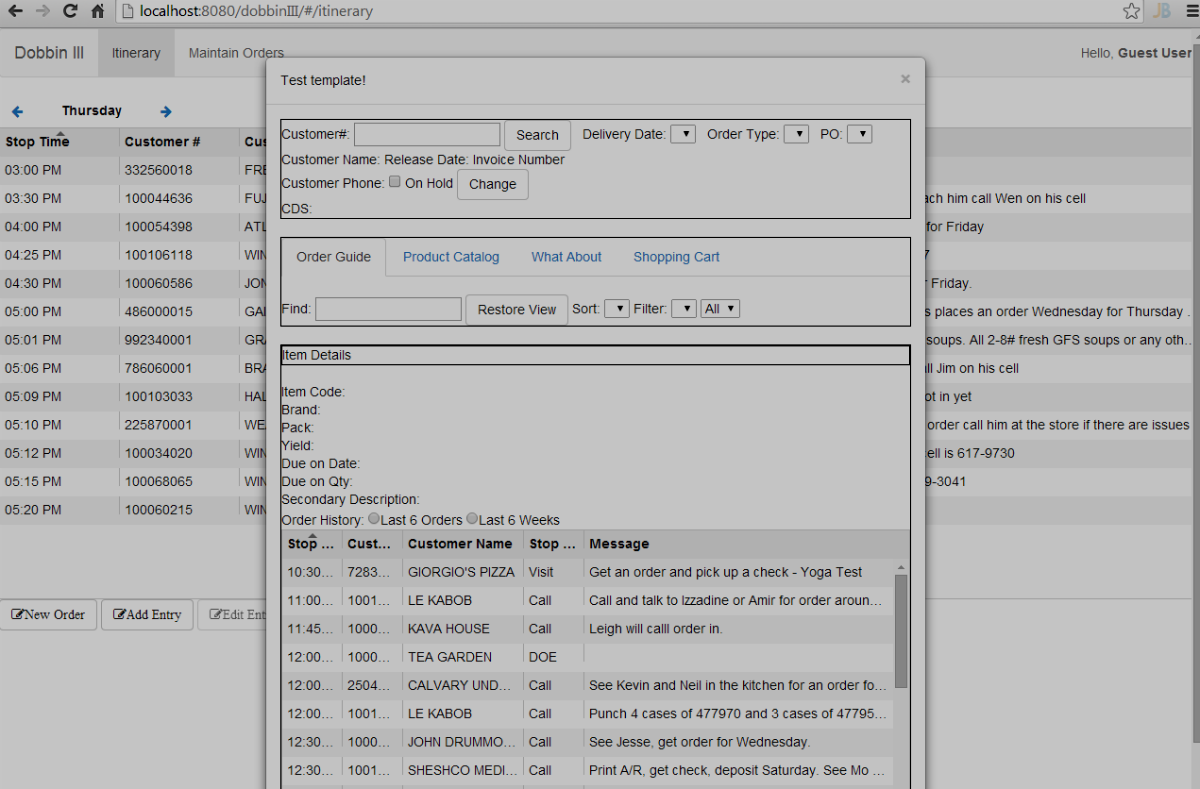 localhost:8080/dobbinIII/#/itinerary
JB
Dobbin III Itinerary Maintain Orders Hello, Guest User
Test template! ×
Thursday
Stop Time Customer # Cus
03:00 PM 332560018 FRE
03:30 PM 100044636 FUJ ach him call Wen on his cell
04:00 PM 100054398 ATL for Friday
04:25 PM 100106118 WIN 7
04:30 PM 100060586 JON r Friday.
05:00 PM 486000015 GAI s places an order Wednesday for Thursday .
05:01 PM 992340001 GRA soups. All 2-8# fresh GFS soups or any oth...
05:06 PM 786060001 BRA ll Jim on his cell
05:09 PM 100103033 HAL ot in yet
05:10 PM 225870001 WEA order call him at the store if there are issues
05:12 PM 100034020 WIN ell is 617-9730
05:15 PM 100068065 WIN 9-3041
05:20 PM 100060215 WIN
New Order Add Entry Edit Ent
Customer#: Search Delivery Date: Order Type: PO:
Customer Name: Release Date: Invoice Number
Customer Phone: On Hold Change
CDS:
Order Guide Product Catalog What About Shopping Cart
Find: Restore View Sort: Filter: All
Item Details
Item Code:
Brand:
Pack:
Yield:
Due on Date:
Due on Qty:
Secondary Description:
Order History: Last 6 Orders Last 6 Weeks
Stop ... Cust... Customer Name Stop ... Message
10:30... 7283... GIORGIO'S PIZZA Visit Get an order and pick up a check - Yoga Test
11:00... 1001... LE KABOB Call Call and talk to Izzadine or Amir for order aroun...
11:45... 1000... KAVA HOUSE Call Leigh will calll order in.
12:00... 1000... TEA GARDEN DOE
12:00... 2504... CALVARY UND... Call See Kevin and Neil in the kitchen for an order fo...
12:00... 1001... LE KABOB Call Punch 4 cases of 477970 and 3 cases of 47795...
12:30... 1000... JOHN DRUMMO... Call See Jesse, get order for Wednesday.
12:30... 1001... SHESHCO MEDI... Call Print A/R, get check, deposit Saturday. See Mo ...